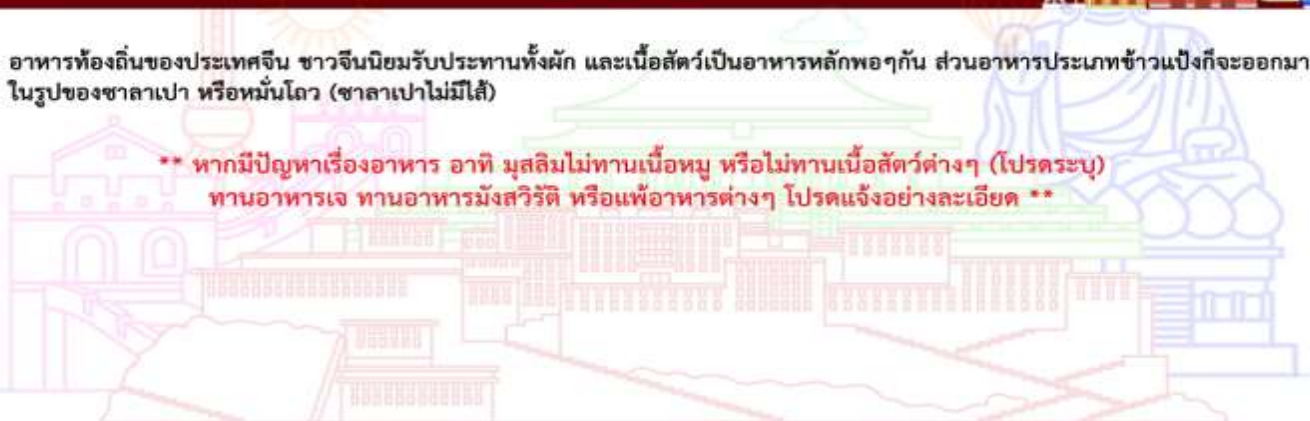 อาหารท้องถิ่นของประเทศจีน ชาวจีนนิยมรับประทานทั้งผัก และเนื้อสัตว์เป็นอาหารหลักพอๆกัน ส่วนอาหารประเภทข้าวแป้งก็จะออกมา
ในรูปของซาลาเปา หรือหมั่นโถว (ซาลาเปาไม่มีไส้)
** หากมีปัญหาเรื่องอาหาร อาทิ มุสลิมไม่ทานเนื้อหมู หรือไม่ทานเนื้อสัตว์ต่างๆ (โปรดระบุ)
ทานอาหารเจ ทานอาหารมังสวิรัติ หรือแพ้อาหารต่างๆ โปรดแจ้งอย่างละเอียด **